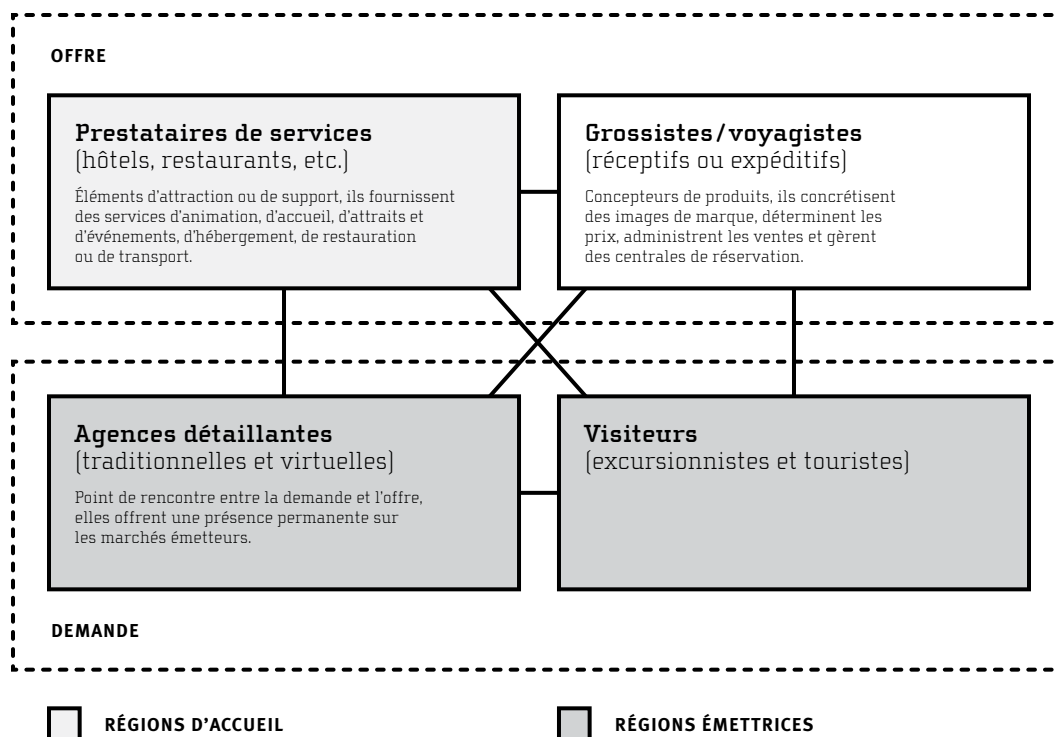 OFFRE
Prestataires de services
(hôtels, restaurants, etc.)
Éléments d'attraction ou de support, ils fournissent
des services d'animation, d'accueil, d'attraits et
d'événements, d'hébergement, de restauration
ou de transport.
Grossistes/voyagistes
(réceptifs ou expéditifs)
Concepteurs de produits, ils concrétisent
des images de marque, déterminent les
prix, administrent les ventes et gèrent
des centrales de réservation.
Agences détaillantes
(traditionnelles et virtuelles)
Point de rencontre entre la demande et l'offre,
elles offrent une présence permanente sur
les marchés émetteurs.
Visiteurs
(excursionnistes et touristes)
DEMANDE
RÉGIONS D'ACCUEIL
RÉGIONS ÉMETTRICES